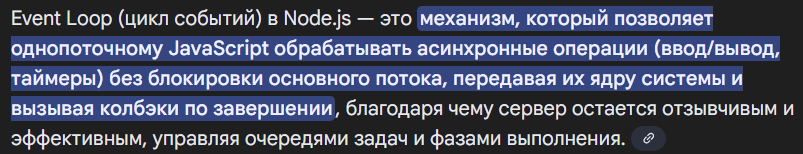 Event Loop (цикл событий) в Node.js — это механизм, который позволяет
однопоточному JavaScript обрабатывать асинхронные операции (ввод/вывод,
таймеры) без блокировки основного потока, передавая их ядру системы и
вызывая колбэки по завершении, благодаря чему сервер остается отзывчивым и
эффективным, управляя очередями задач и фазами выполнения.